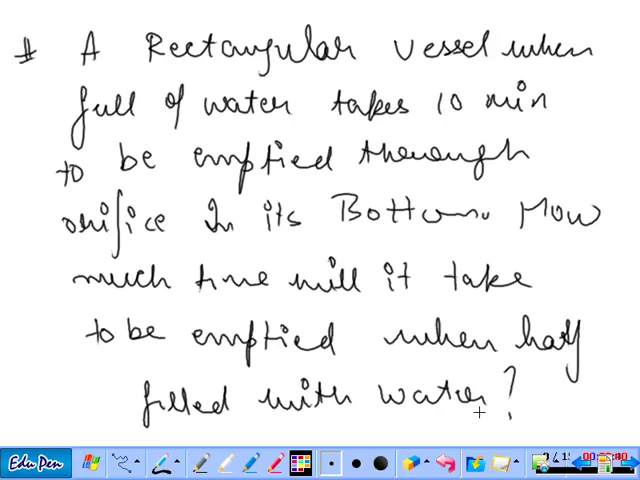 # A Rectangular vessel when
full of water takes 10 min
to be emptied through
orifice In its Bottom. How
much time will it take
to be emptied when half
filled with water?
Edu Pen